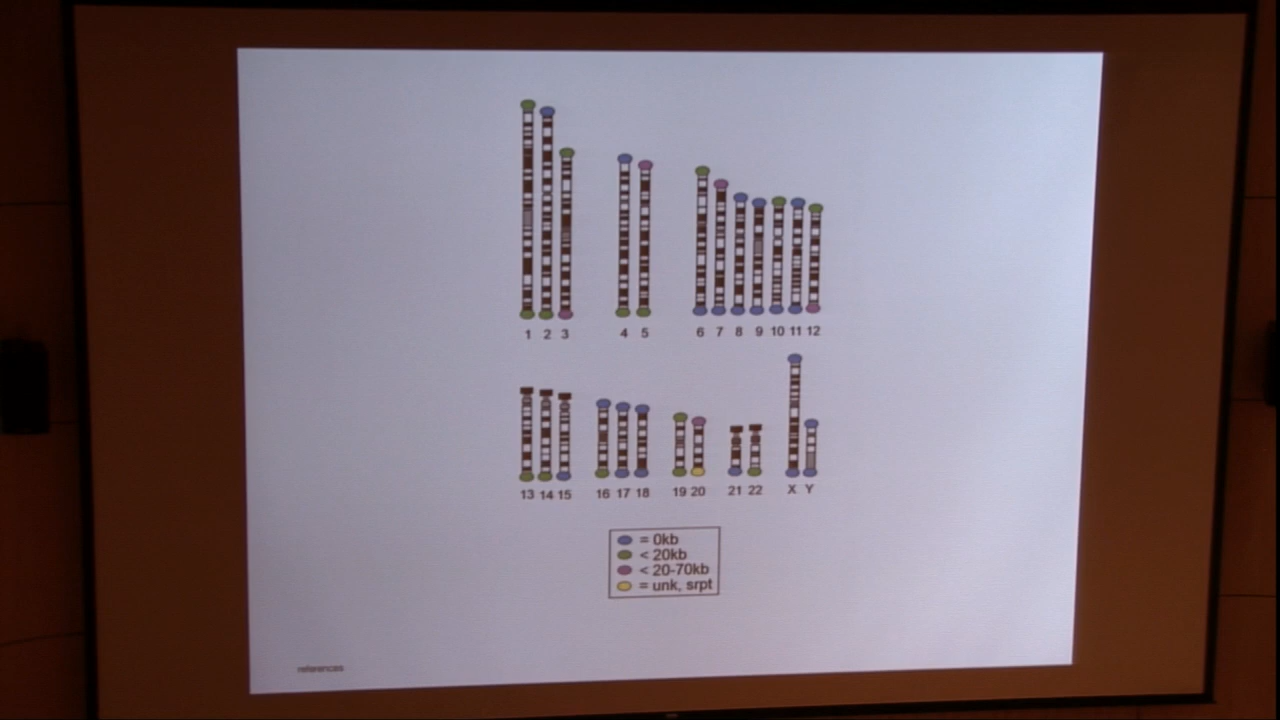 1 2 3 4 5 6 7 8 9 10 11 12
13 14 15 16 17 18 19 20 21 22 X Y
= 0kb
< 20kb
< 20-70kb
= unk, srpt
references